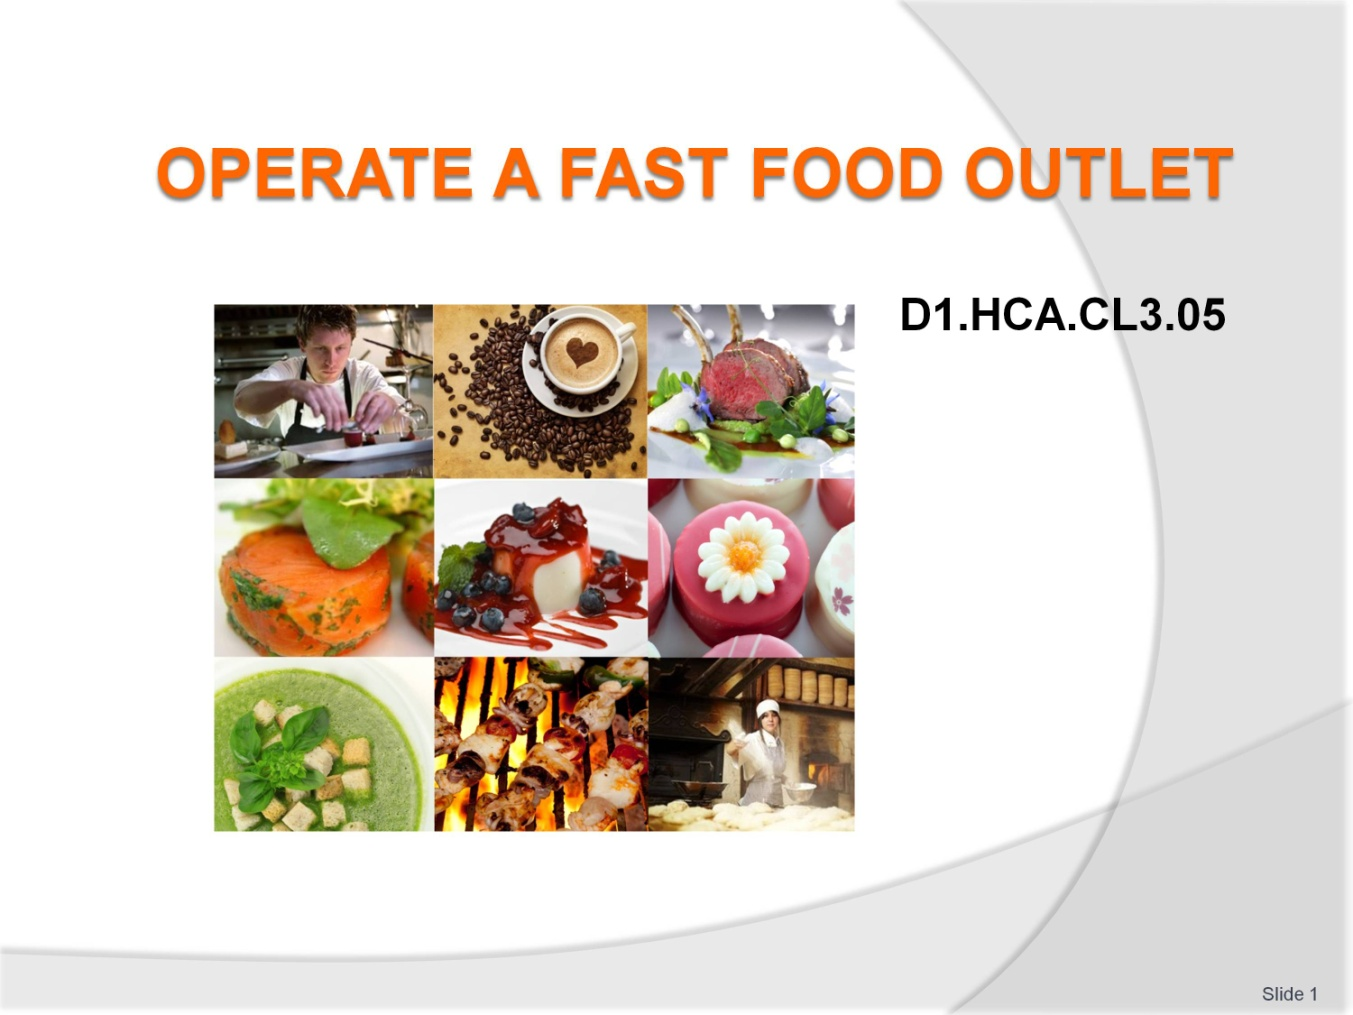 OPERATE A FAST FOOD OUTLET
D1.HCA.CL3.05
Slide 1